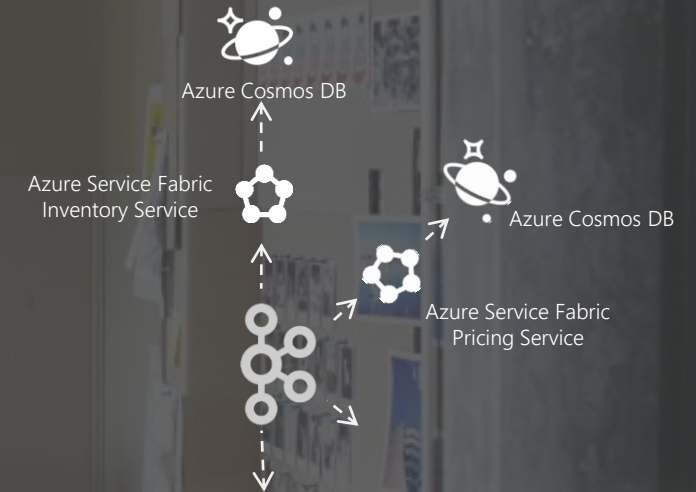 Azure Cosmos DB
Azure Service Fabric
Inventory Service
Azure Cosmos DB
Azure Service Fabric
Pricing Service